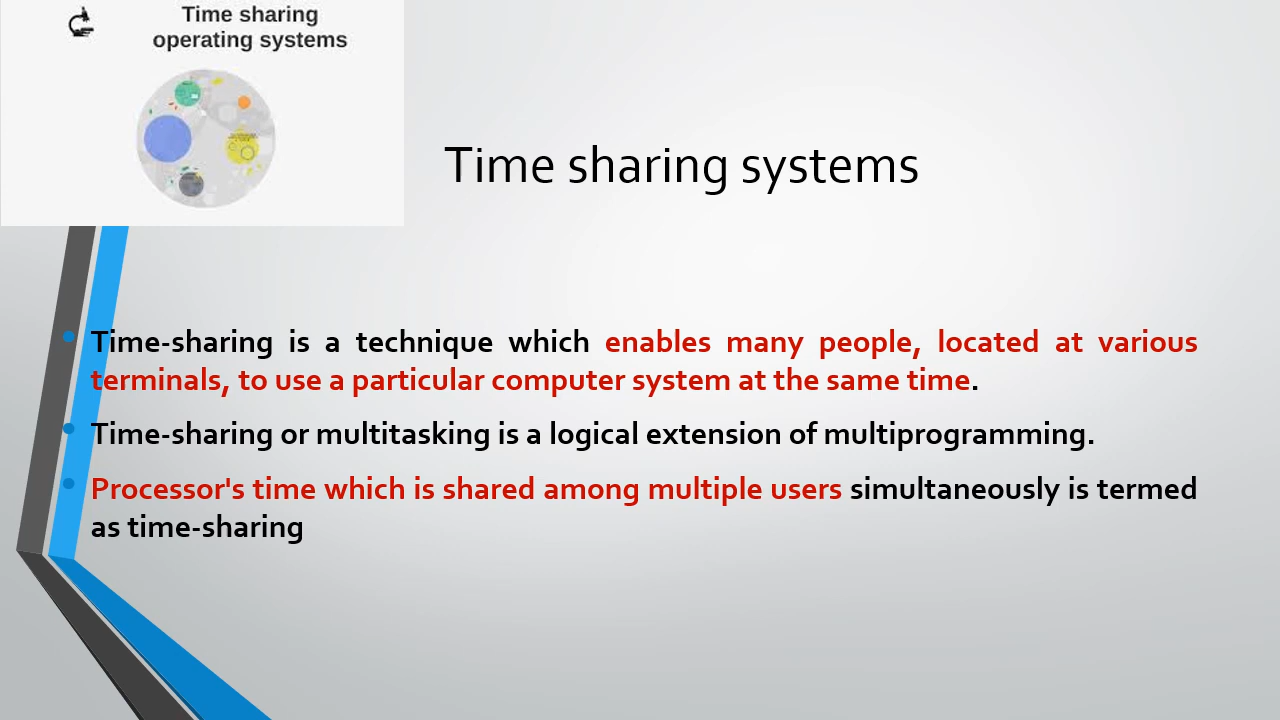 Time sharing
operating systems
Time sharing systems
• Time-sharing is a technique which enables many people, located at various
terminals, to use a particular computer system at the same time.
• Time-sharing or multitasking is a logical extension of multiprogramming.
• Processor's time which is shared among multiple users simultaneously is termed
as time-sharing